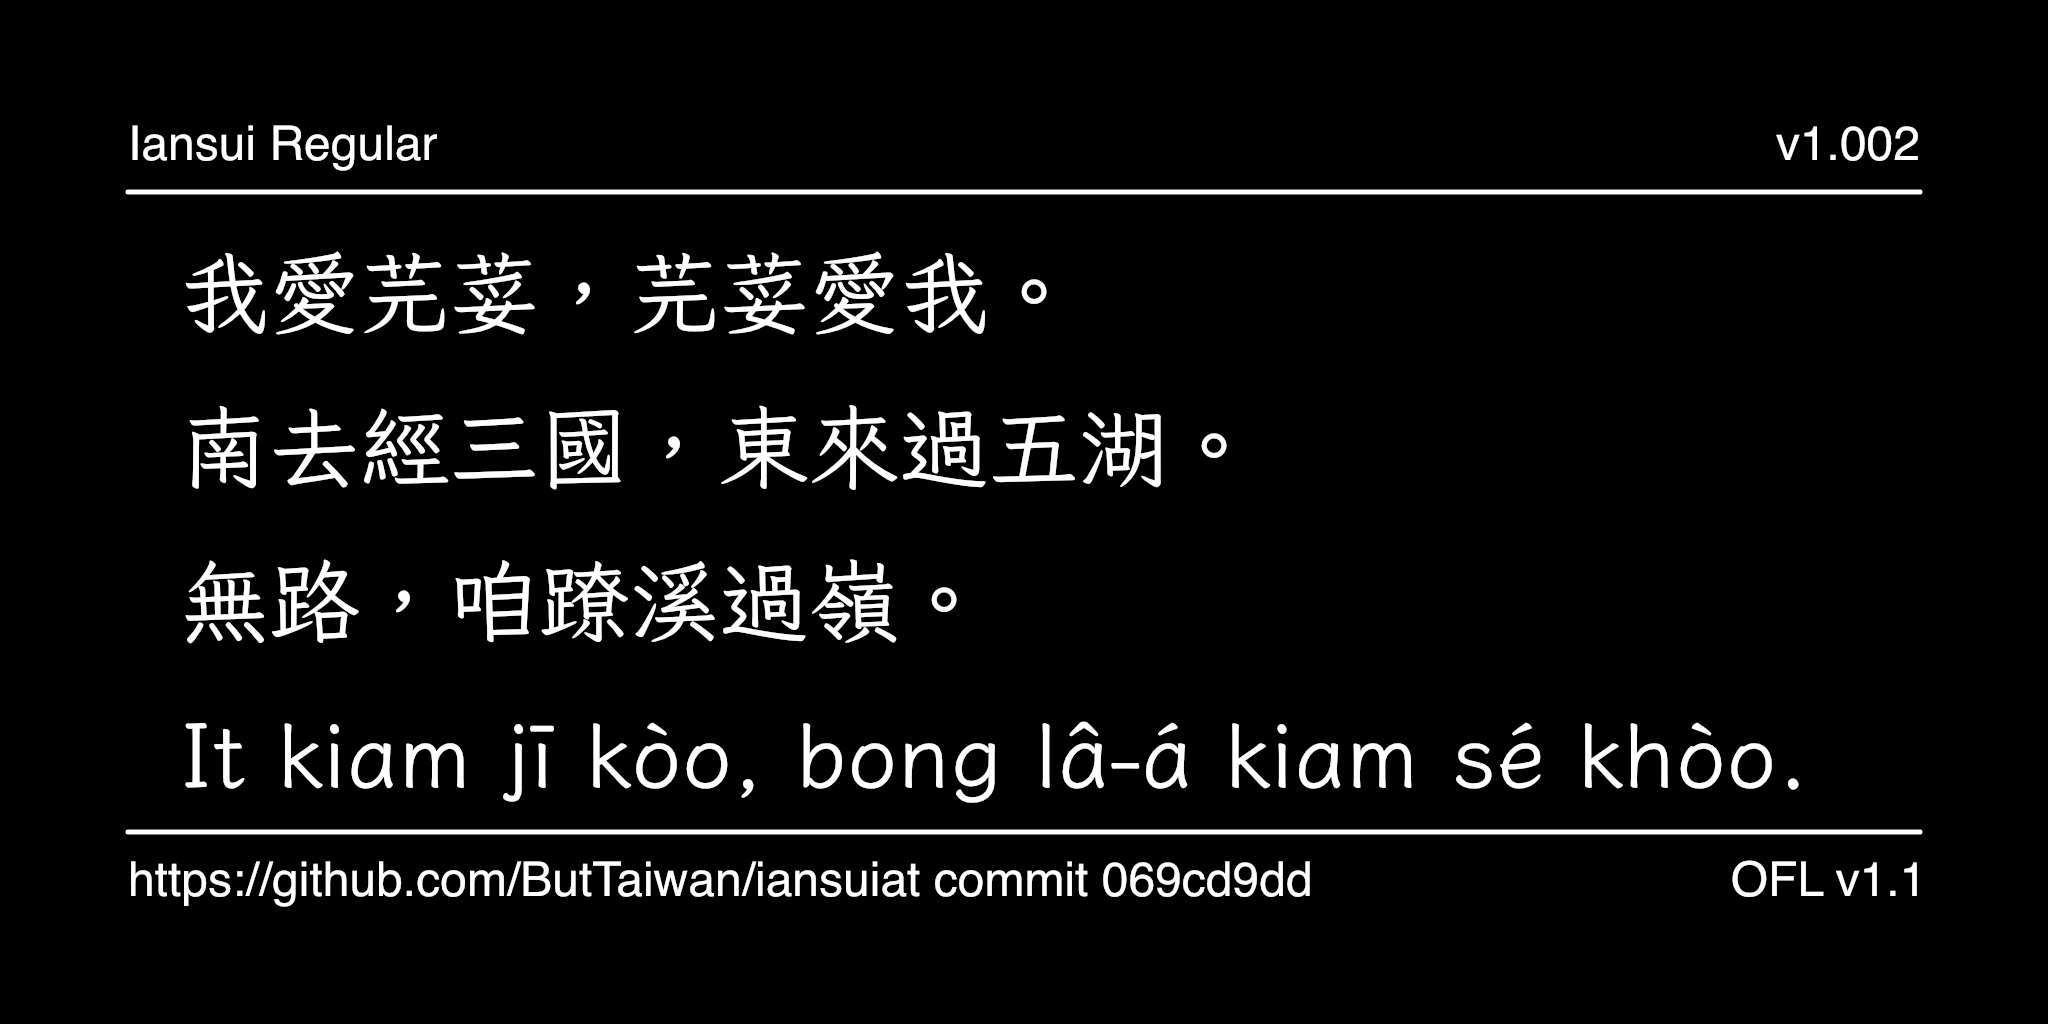 Iansui Regular
v1.002
我愛芫荽，芫荽愛我。
南去經三國，東來過五湖。
無路，咱蹽溪過嶺。
It kiam jī kòo, bong lâ-á kiam sé khòo.
https://github.com/ButTaiwan/iansuiat commit 069cd9dd
OFL v1.1